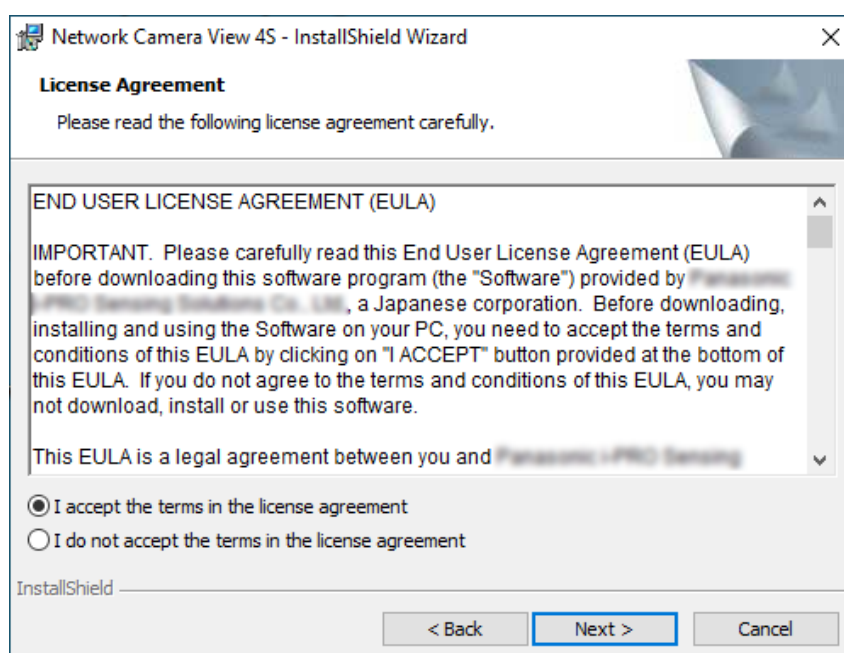 Network Camera View 4S - InstallShield Wizard
License Agreement
Please read the following license agreement carefully.
END USER LICENSE AGREEMENT (EULA)
IMPORTANT.  Please carefully read this End User License Agreement (EULA)
before downloading this software program (the "Software") provided by
, a Japanese corporation.  Before downloading,
installing and using the Software on your PC, you need to accept the terms and
conditions of this EULA by clicking on "I ACCEPT" button provided at the bottom of
this EULA.  If you do not agree to the terms and conditions of this EULA, you may
not download, install or use this software.
This EULA is a legal agreement between you and
I accept the terms in the license agreement
I do not accept the terms in the license agreement
InstallShield
< Back
Next >
Cancel